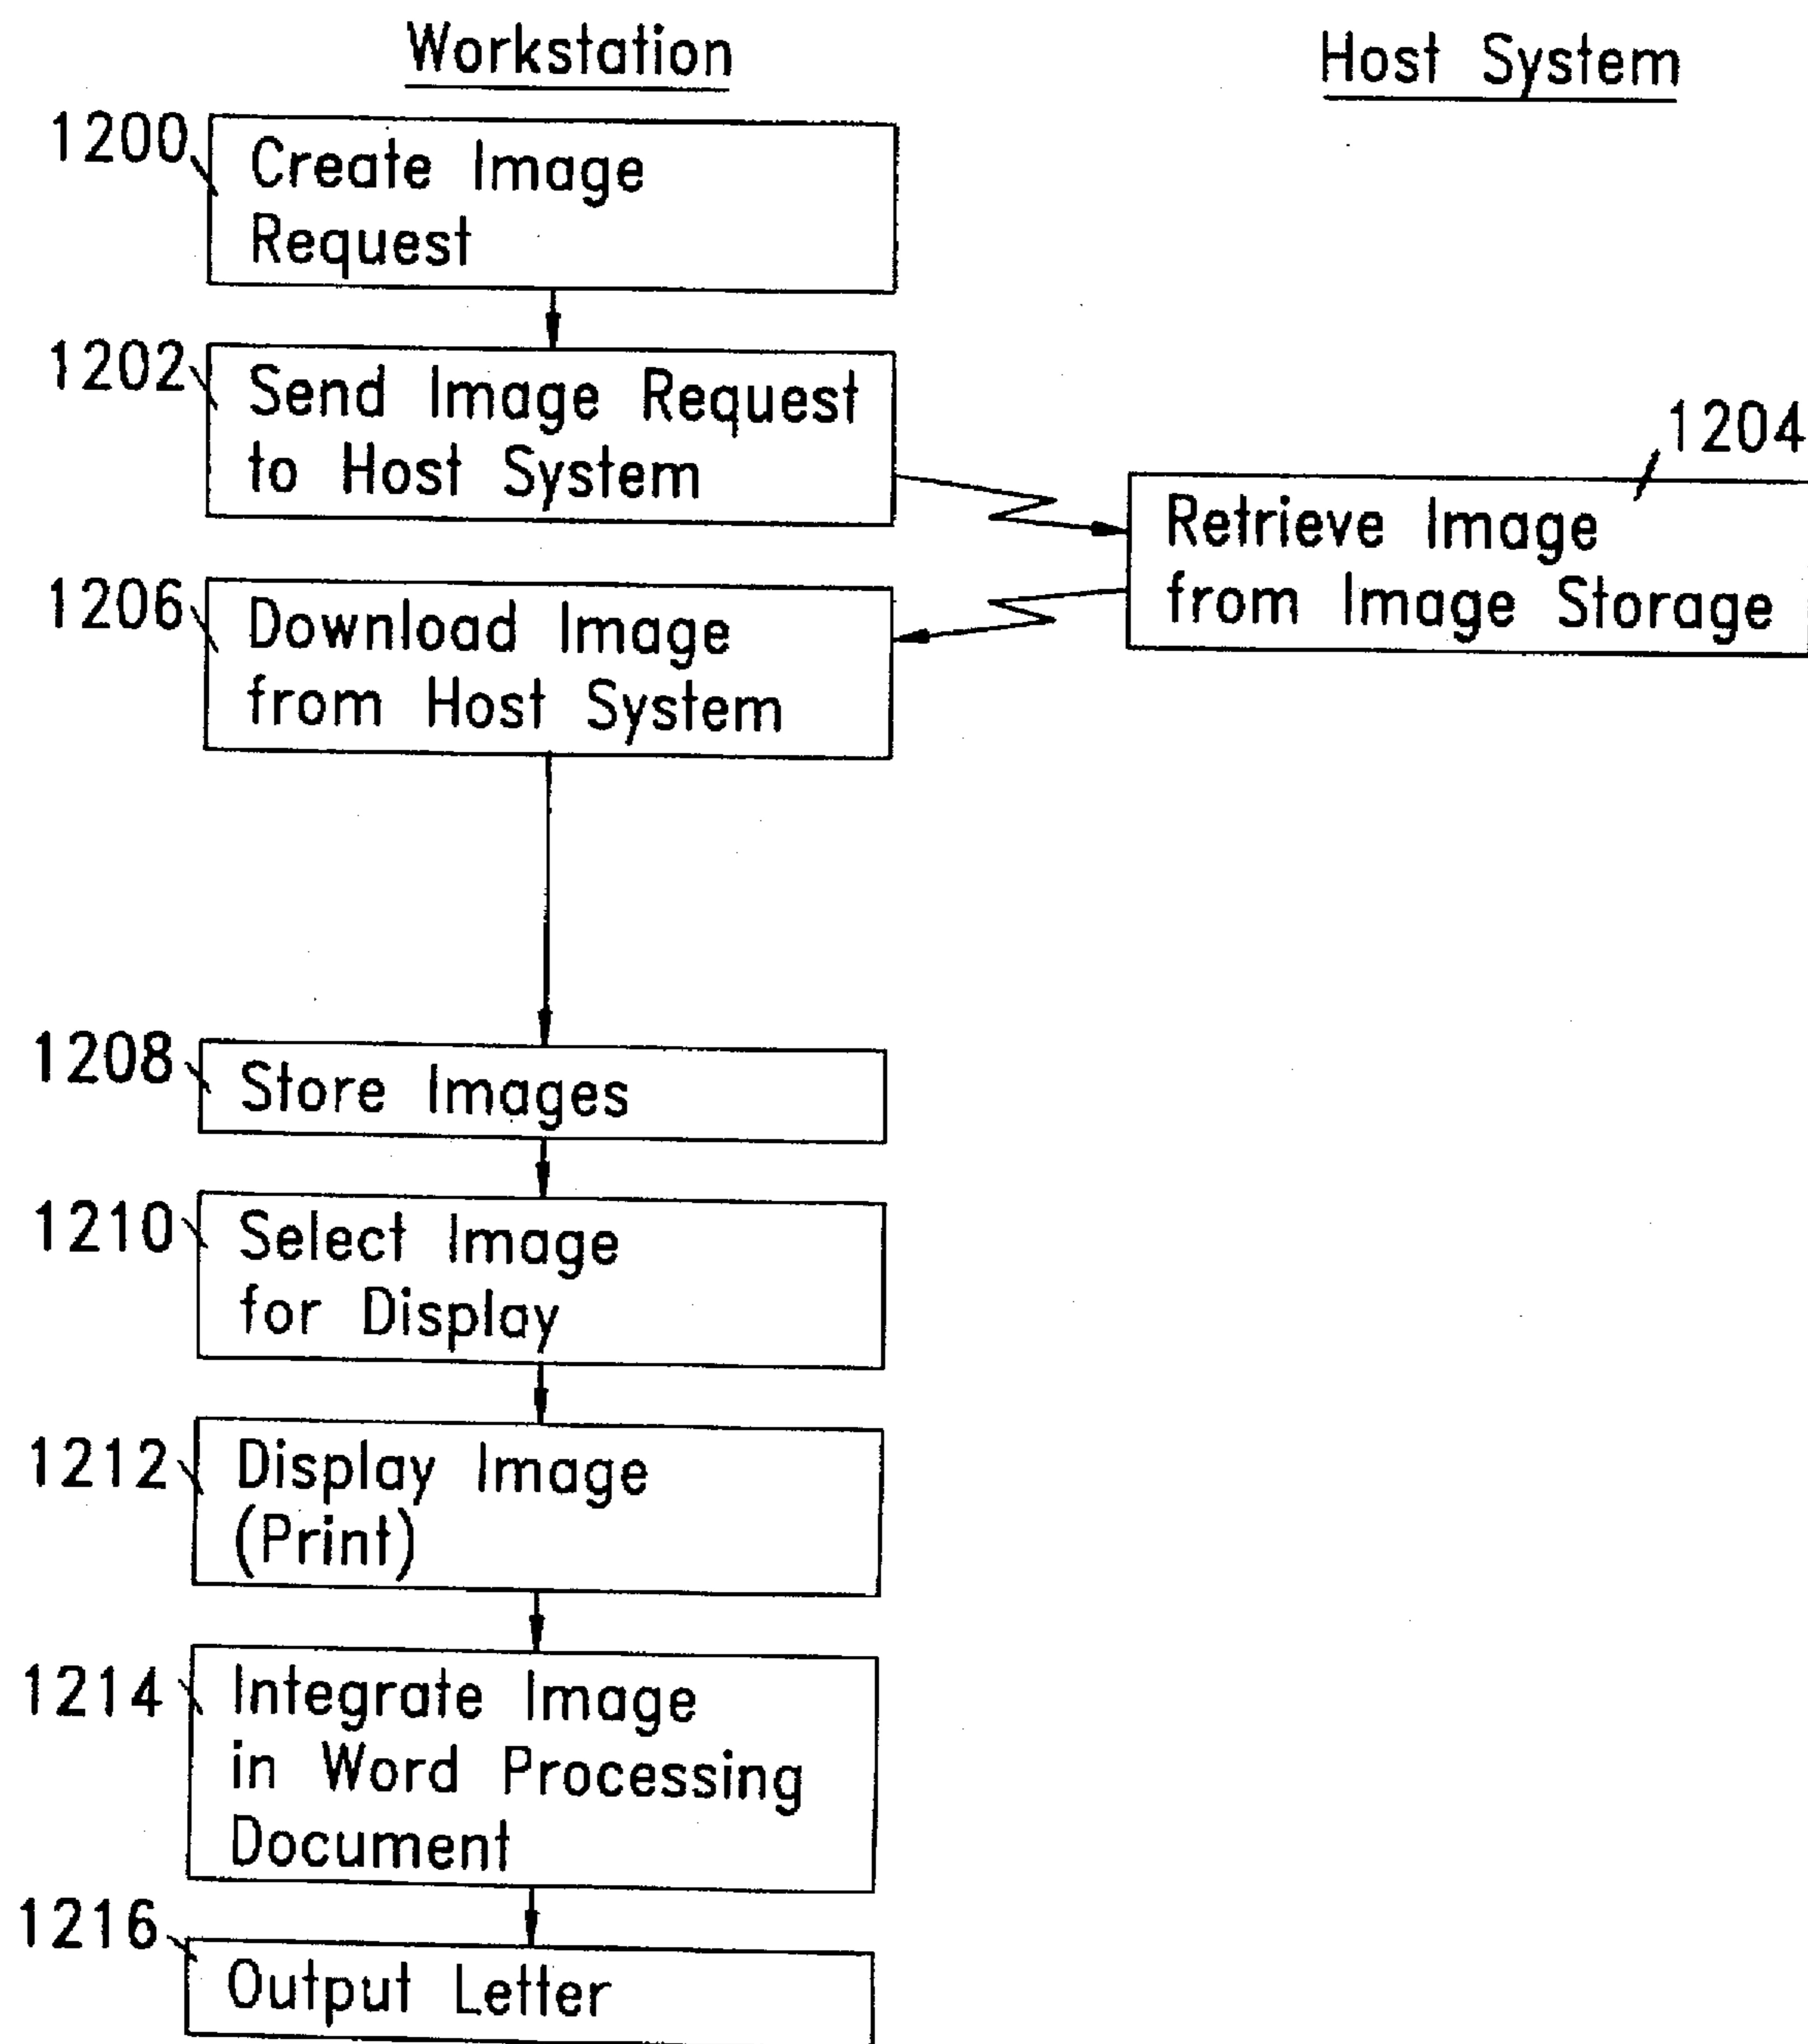 Workstation
Host System
1200
Create Image
Request
1202
Send Image Request
to Host System
1204
Retrieve Image
from Image Storage
1206
Download Image
from Host System
1208
Store Images
1210
Select Image
for Display
1212
Display Image
(Print)
1214
Integrate Image
in Word Processing
Document
1216
Output Letter